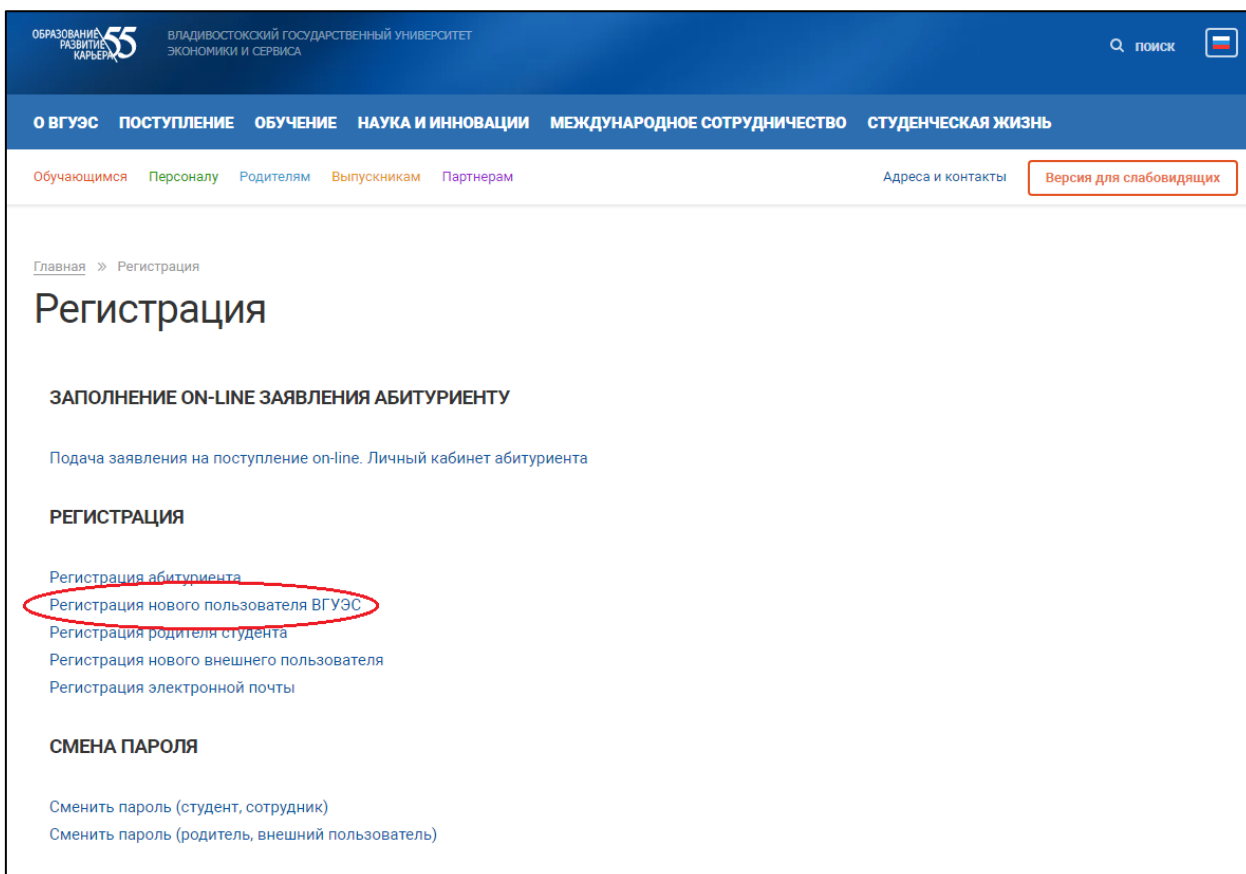 ОБРАЗОВАНИЕ
РАЗВИТИЕ
КАРЬЕРА
55
ВЛАДИВОСТОКСКИЙ ГОСУДАРСТВЕННЫЙ УНИВЕРСИТЕТ
ЭКОНОМИКИ И СЕРВИСА
поиск
О ВГУЭС ПОСТУПЛЕНИЕ ОБУЧЕНИЕ НАУКА И ИННОВАЦИИ МЕЖДУНАРОДНОЕ СОТРУДНИЧЕСТВО СТУДЕНЧЕСКАЯ ЖИЗНЬ
Обучающимся Персоналу Родителям Выпускникам Партнерам Адреса и контакты Версия для слабовидящих
Главная » Регистрация
Регистрация
ЗАПОЛНЕНИЕ ON-LINE ЗАЯВЛЕНИЯ АБИТУРИЕНТУ
Подача заявления на поступление on-line. Личный кабинет абитуриента
РЕГИСТРАЦИЯ
Регистрация абитуриента
Регистрация нового пользователя ВГУЭС
Регистрация родителя студента
Регистрация нового внешнего пользователя
Регистрация электронной почты
СМЕНА ПАРОЛЯ
Сменить пароль (студент, сотрудник)
Сменить пароль (родитель, внешний пользователь)